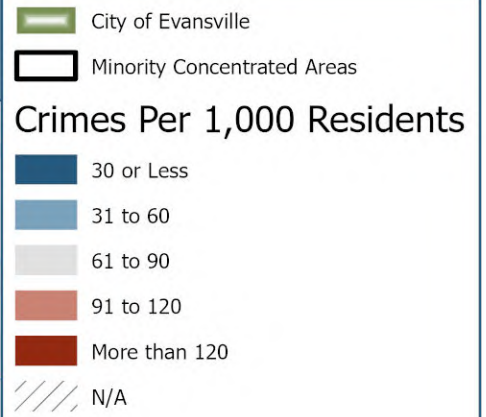 City of Evansville
Minority Concentrated Areas
Crimes Per 1,000 Residents
30 or Less
31 to 60
61 to 90
91 to 120
More than 120
N/A